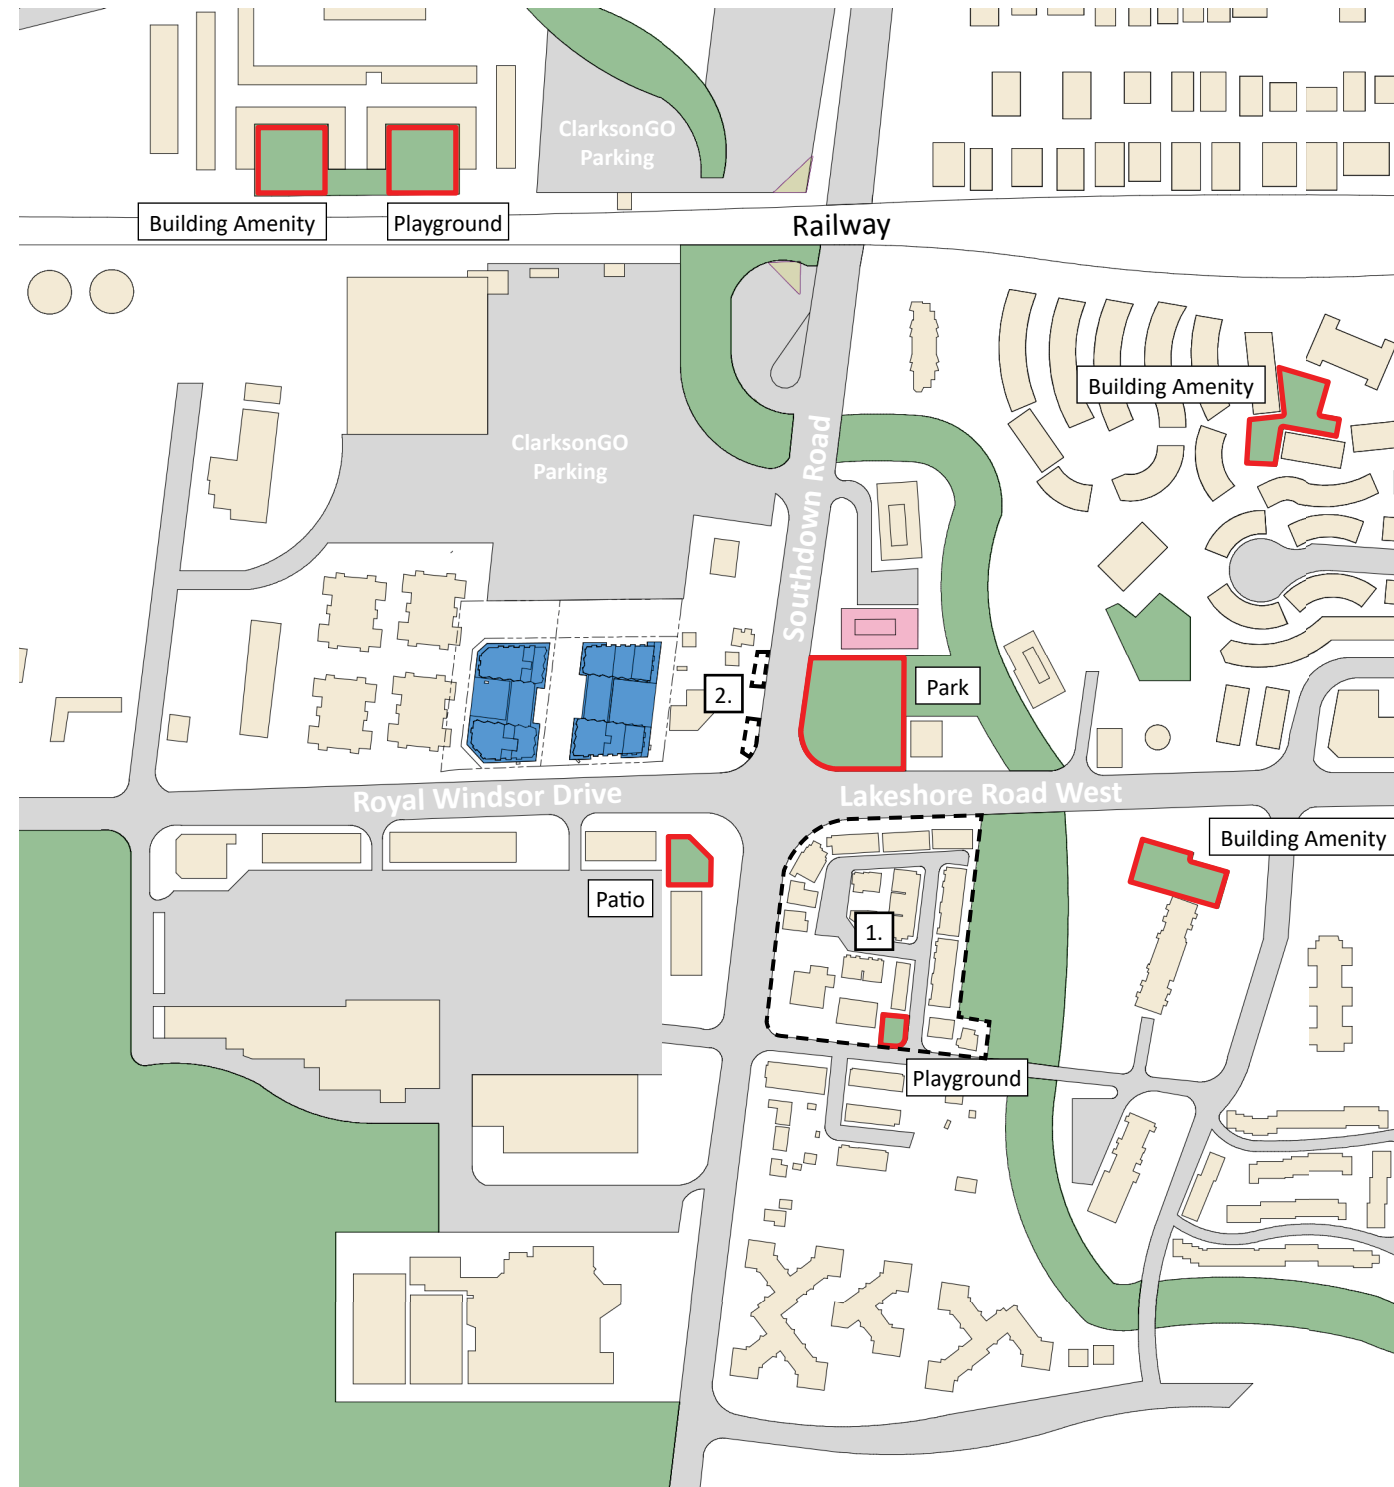 ClarksonGO
Parking
Building Amenity
Playground
Railway
Building Amenity
ClarksonGO
Parking
Southdown Road
2.
Park
Royal Windsor Drive
Lakeshore Road West
Building Amenity
Patio
1.
Playground